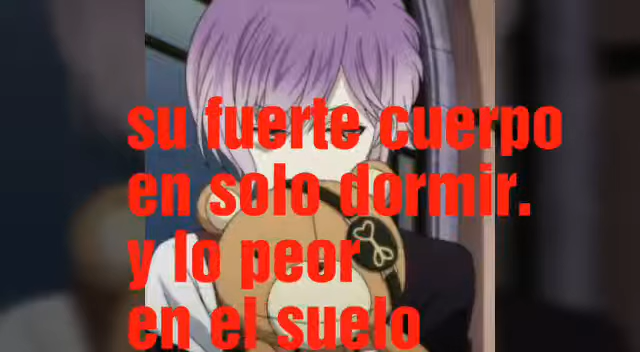 su fuerte cuerpo
en solo dormir.
y lo peor
en el suelo